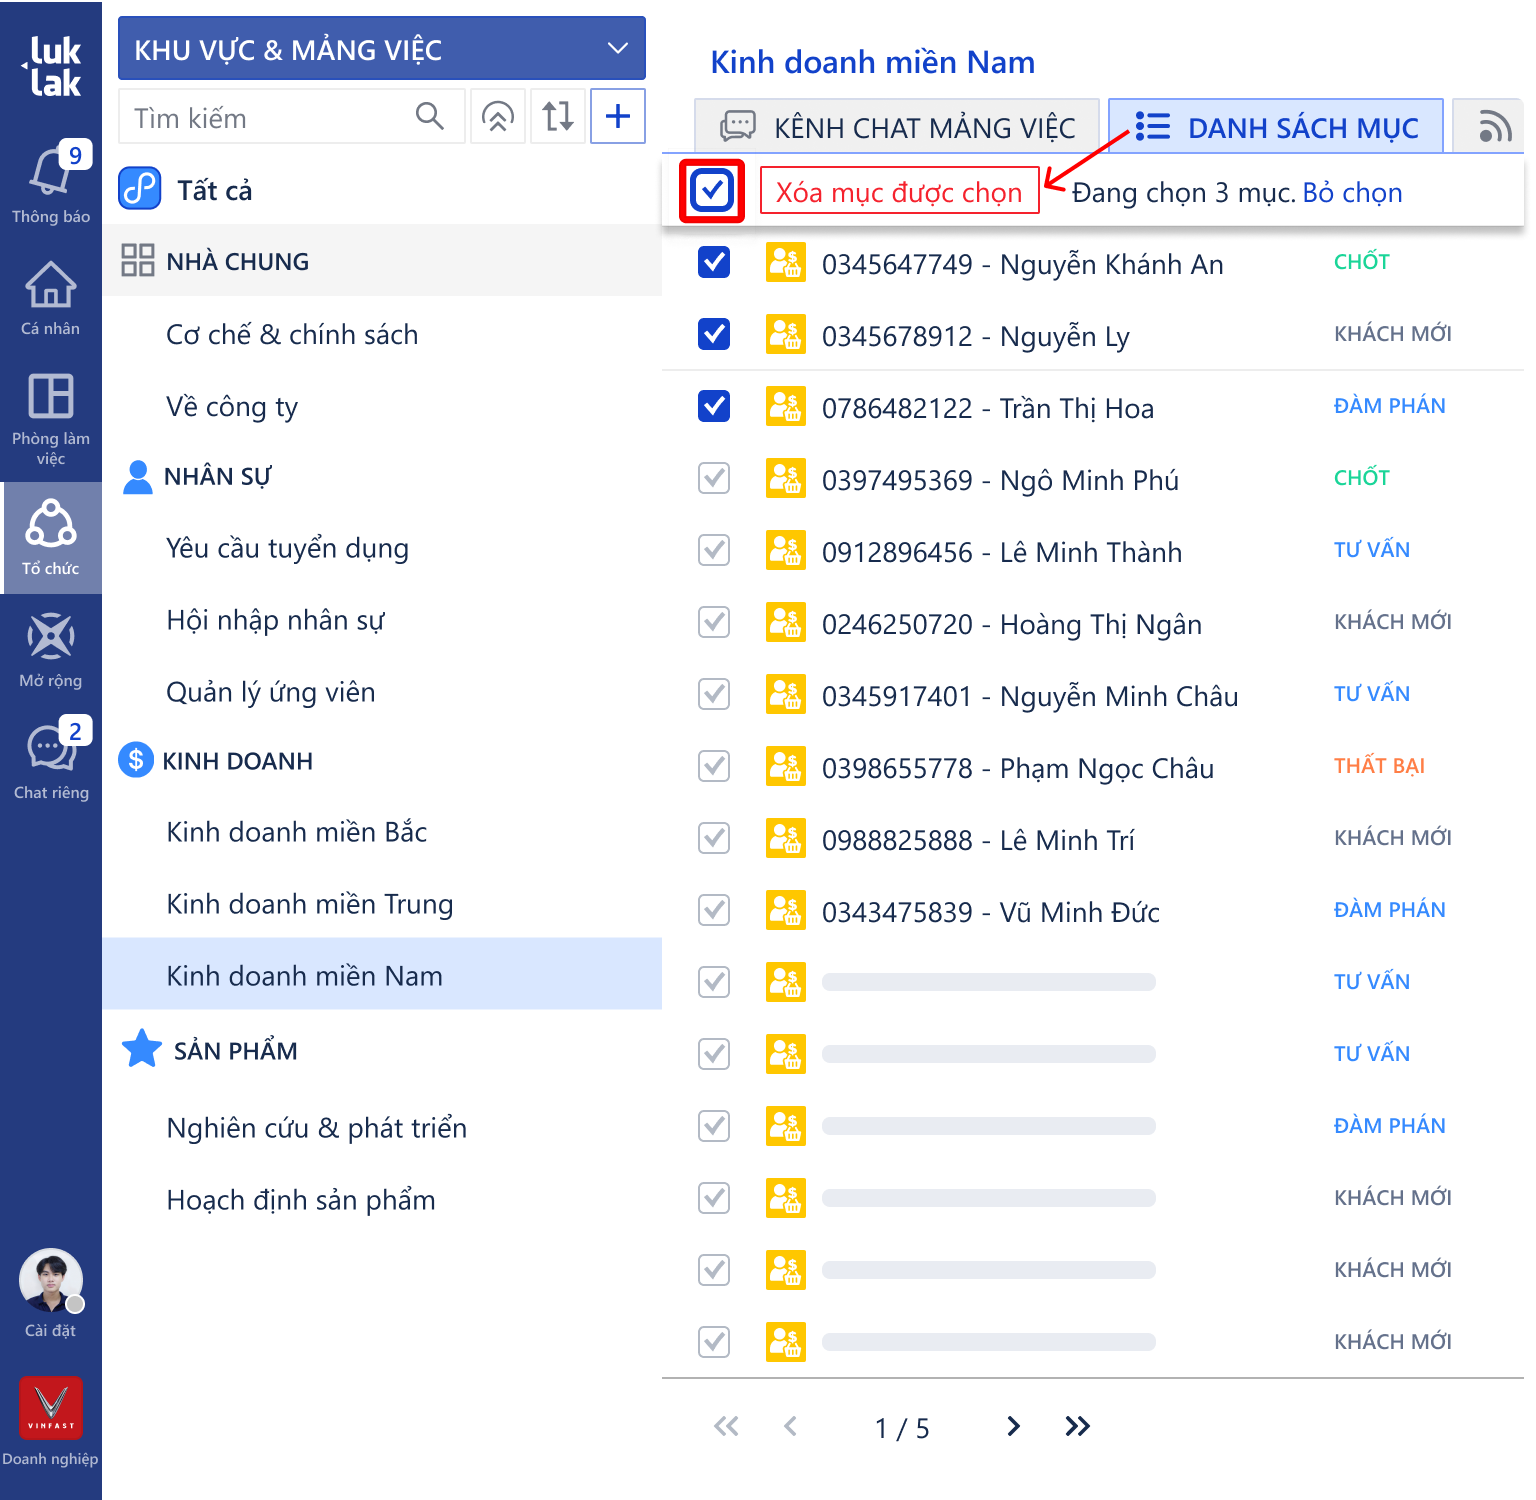 luk
lak
9
Thông báo
Cá nhân
Phòng làm
việc
Tổ chức
Mở rộng
2
Chat riêng
Cài đặt
VINFAST
Doanh nghiệp
KHU VỰC & MẢNG VIỆC
Tìm kiếm
Tất cả
NHÀ CHUNG
Cơ chế & chính sách
Về công ty
NHÂN SỰ
Yêu cầu tuyển dụng
Hội nhập nhân sự
Quản lý ứng viên
KINH DOANH
Kinh doanh miền Bắc
Kinh doanh miền Trung
Kinh doanh miền Nam
SẢN PHẨM
Nghiên cứu & phát triển
Hoạch định sản phẩm
Kinh doanh miền Nam
KÊNH CHAT MẢNG VIỆC DANH SÁCH MỤC
Xóa mục được chọn Đang chọn 3 mục. Bỏ chọn
0345647749 - Nguyễn Khánh An CHỐT
0345678912 - Nguyễn Ly KHÁCH MỚI
0786482122 - Trần Thị Hoa ĐÀM PHÁN
0397495369 - Ngô Minh Phú CHỐT
0912896456 - Lê Minh Thành TƯ VẤN
0246250720 - Hoàng Thị Ngân KHÁCH MỚI
0345917401 - Nguyễn Minh Châu TƯ VẤN
0398655778 - Phạm Ngọc Châu THẤT BẠI
0988825888 - Lê Minh Trí KHÁCH MỚI
0343475839 - Vũ Minh Đức ĐÀM PHÁN
TƯ VẤN
TƯ VẤN
ĐÀM PHÁN
KHÁCH MỚI
KHÁCH MỚI
KHÁCH MỚI
1 / 5